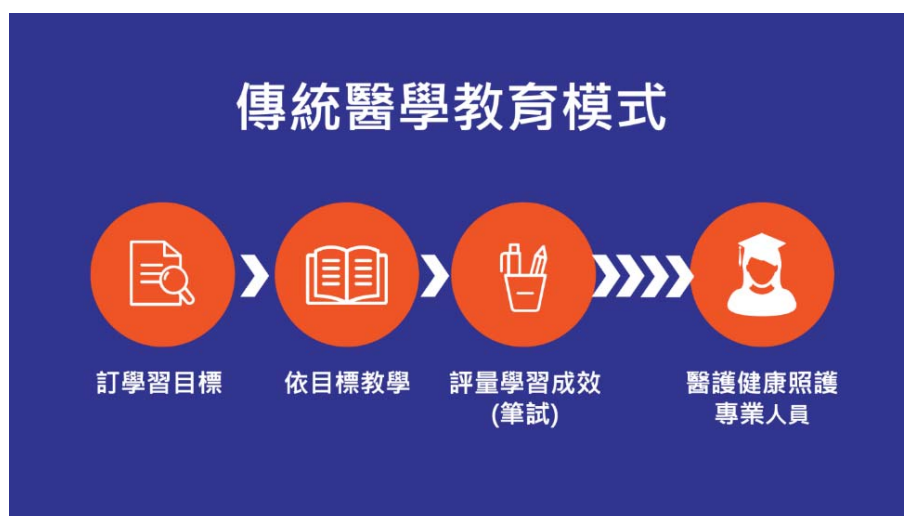 傳統醫學教育模式
訂學習目標
依目標教學
評量學習成效
(筆試)
醫護健康照護
專業人員